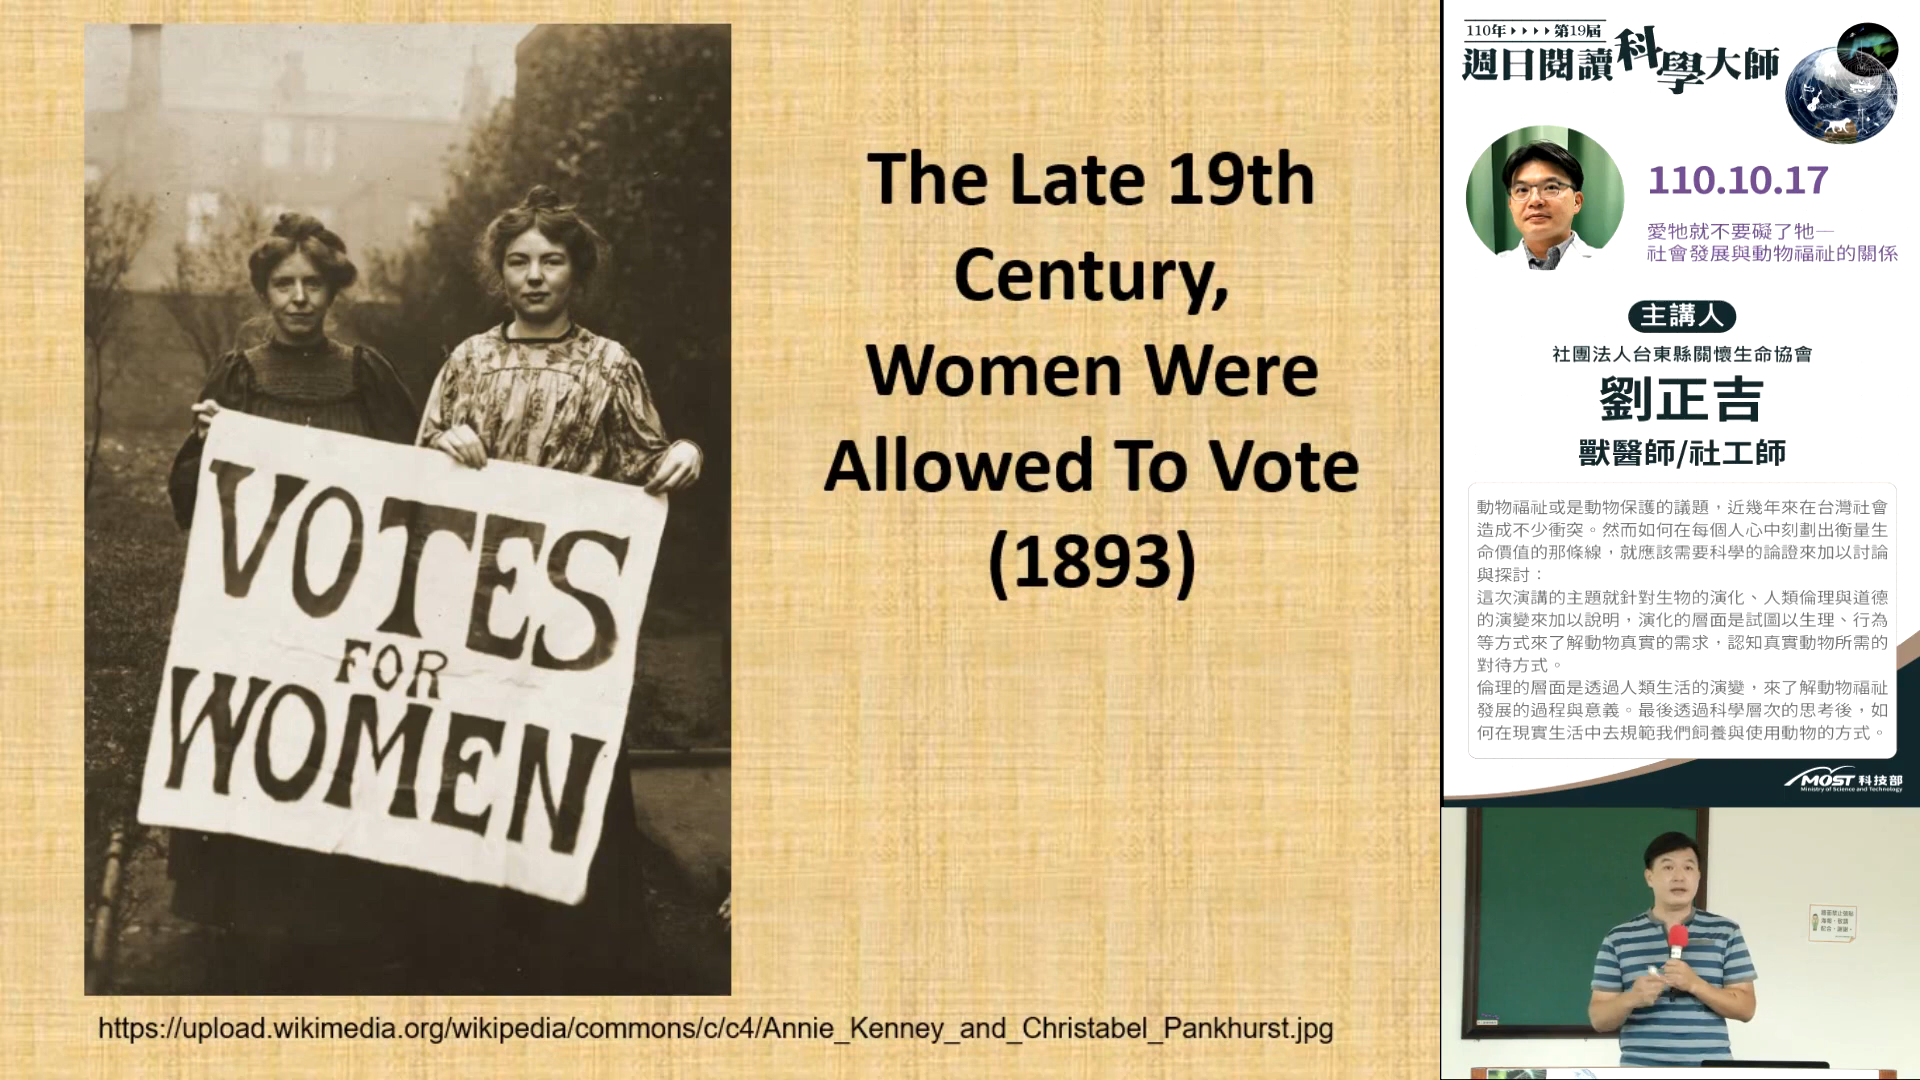 The Late 19th
Century,
Women Were
Allowed To Vote
(1893)
VOTES
FOR
WOMEN
https://upload.wikimedia.org/wikipedia/commons/c/c4/Annie_Kenney_and_Christabel_Pankhurst.jpg
110年 第19屆
週日閱讀科學大師
110.10.17
愛牠就不要礙了牠—
社會發展與動物福祉的關係
主講人
社團法人台東縣關懷生命協會
劉正吉
獸醫師/社工師
動物福祉或是動物保護的議題，近幾年來在台灣社會
造成不少衝突。然而如何在每個人心中刻劃出衡量生
命價值的那條線，就應該需要科學的論證來加以討論
與探討：
這次演講的主題就針對生物的演化、人類倫理與道德
的演變來加以說明，演化的層面是試圖以生理、行為
等方式來了解動物真實的需求，認知真實動物所需的
對待方式。
倫理的層面是透過人類生活的演變，來了解動物福祉
發展的過程與意義。最後透過科學層次的思考後，如
何在現實生活中去規範我們飼養與使用動物的方式。
MOST 科技部
Ministry of Science and Technology